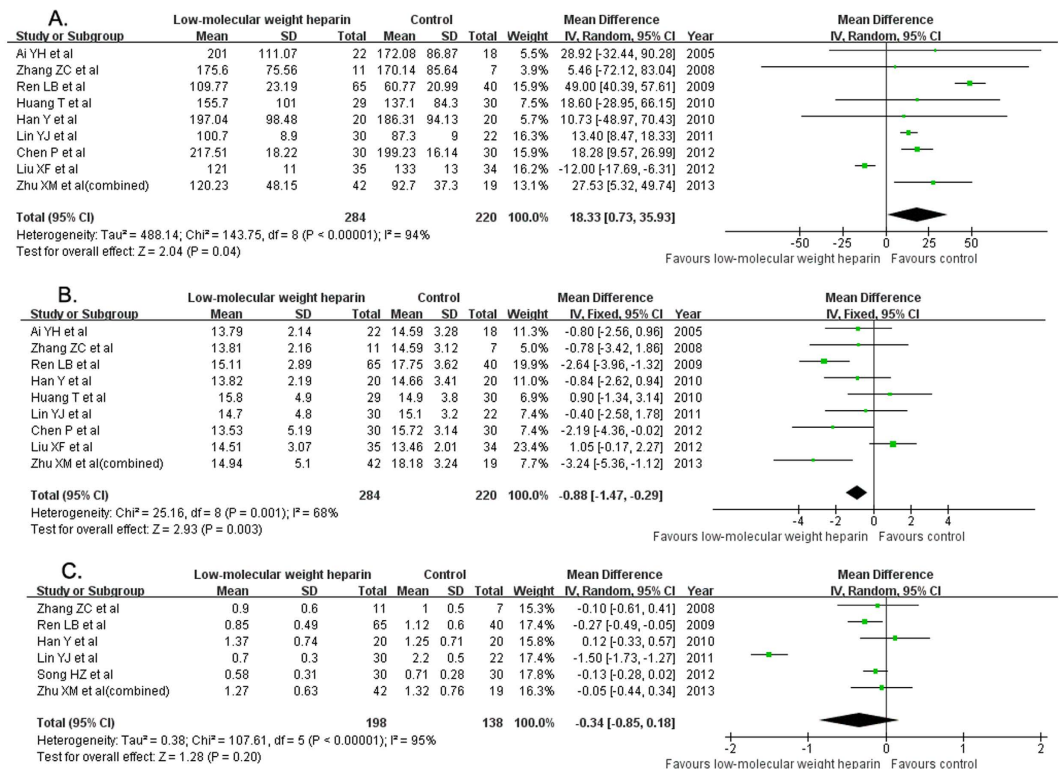 A.
Low-molecular weight heparin Control Mean Difference Mean Difference
Study or Subgroup Mean SD Total Mean SD Total Weight IV, Random, 95% CI Year IV, Random, 95% CI
Ai YH et al 201 111.07 22 172.08 86.87 18 5.5% 28.92 [-32.44, 90.28] 2005
Zhang ZC et al 175.6 75.56 11 170.14 85.64 7 3.9% 5.46 [-72.12, 83.04] 2008
Ren LB et al 109.77 23.19 65 60.77 20.99 40 15.9% 49.00 [40.39, 57.61] 2009
Huang T et al 155.7 101 29 137.1 84.3 30 7.5% 18.60 [-28.95, 66.15] 2010
Han Y et al 197.04 98.48 20 186.31 94.13 20 5.7% 10.73 [-48.97, 70.43] 2010
Lin YJ et al 100.7 8.9 30 87.3 9 22 16.3% 13.40 [8.47, 18.33] 2011
Chen P et al 217.51 18.22 30 199.23 16.14 30 15.9% 18.28 [9.57, 26.99] 2012
Liu XF et al 121 11 35 133 13 34 16.2% -12.00 [-17.69, -6.31] 2012
Zhu XM et al(combined) 120.23 48.15 42 92.7 37.3 19 13.1% 27.53 [5.32, 49.74] 2013
Total (95% CI) 284 220 100.0% 18.33 [0.73, 35.93]
Heterogeneity: Tau² = 488.14; Chi² = 143.75, df = 8 (P < 0.00001); I² = 94%
Test for overall effect: Z = 2.04 (P = 0.04)
-50 -25 0 25 50
Favours low-molecular weight heparin Favours control
B.
Low-molecular weight heparin Control Mean Difference Mean Difference
Study or Subgroup Mean SD Total Mean SD Total Weight IV, Fixed, 95% CI Year IV, Fixed, 95% CI
Ai YH et al 13.79 2.14 22 14.59 3.28 18 11.3% -0.80 [-2.56, 0.96] 2005
Zhang ZC et al 13.81 2.16 11 14.59 3.12 7 5.0% -0.78 [-3.42, 1.86] 2008
Ren LB et al 15.11 2.89 65 17.75 3.62 40 19.9% -2.64 [-3.96, -1.32] 2009
Han Y et al 13.82 2.19 20 14.66 3.41 20 11.0% -0.84 [-2.62, 0.94] 2010
Huang T et al 15.8 4.9 29 14.9 3.8 30 6.9% 0.90 [-1.34, 3.14] 2010
Lin YJ et al 14.7 4.8 30 15.1 3.2 22 7.4% -0.40 [-2.58, 1.78] 2011
Chen P et al 13.53 5.19 30 15.72 3.14 30 7.4% -2.19 [-4.36, -0.02] 2012
Liu XF et al 14.51 3.07 35 13.46 2.01 34 23.4% 1.05 [-0.17, 2.27] 2012
Zhu XM et al(combined) 14.94 5.1 42 18.18 3.24 19 7.7% -3.24 [-5.36, -1.12] 2013
Total (95% CI) 284 220 100.0% -0.88 [-1.47, -0.29]
Heterogeneity: Chi² = 25.16, df = 8 (P = 0.001); I² = 68%
Test for overall effect: Z = 2.93 (P = 0.003)
-4 -2 0 2 4
Favours low-molecular weight heparin Favours control
C.
Low-molecular weight heparin Control Mean Difference Mean Difference
Study or Subgroup Mean SD Total Mean SD Total Weight IV, Random, 95% CI Year IV, Random, 95% CI
Zhang ZC et al 0.9 0.6 11 1 0.5 7 15.3% -0.10 [-0.61, 0.41] 2008
Ren LB et al 0.85 0.49 65 1.12 0.6 40 17.4% -0.27 [-0.49, -0.05] 2009
Han Y et al 1.37 0.74 20 1.25 0.71 20 15.8% 0.12 [-0.33, 0.57] 2010
Lin YJ et al 0.7 0.3 30 2.2 0.5 22 17.4% -1.50 [-1.73, -1.27] 2011
Song HZ et al 0.58 0.31 30 0.71 0.28 30 17.8% -0.13 [-0.28, 0.02] 2012
Zhu XM et al(combined) 1.27 0.63 42 1.32 0.76 19 16.3% -0.05 [-0.44, 0.34] 2013
Total (95% CI) 198 138 100.0% -0.34 [-0.85, 0.18]
Heterogeneity: Tau² = 0.38; Chi² = 107.61, df = 5 (P < 0.00001); I² = 95%
Test for overall effect: Z = 1.28 (P = 0.20)
-2 -1 0 1 2
Favours low-molecular weight heparin Favours control